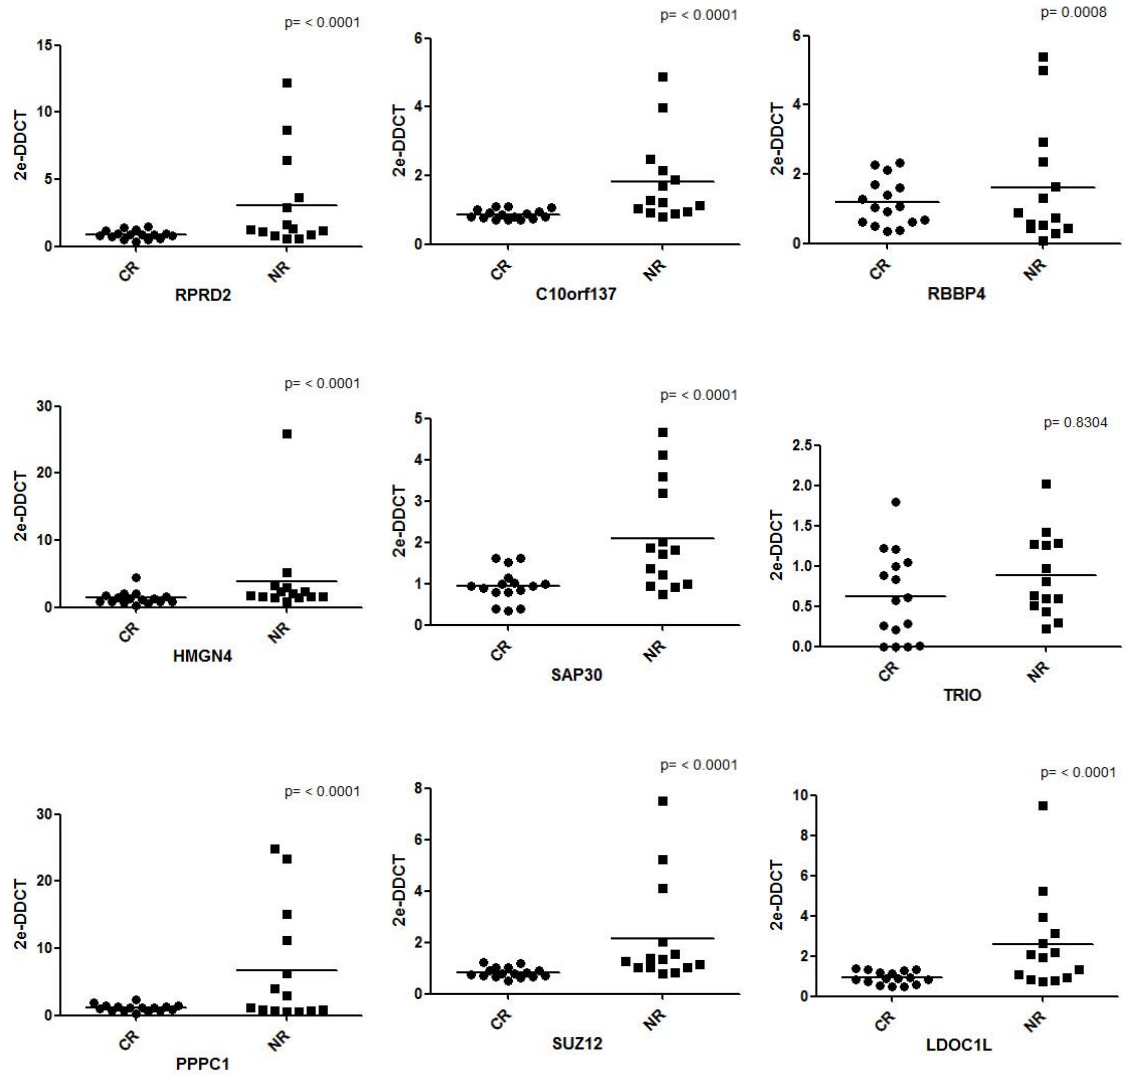 p= < 0.0001
15
10
5
0
2e-DDCT
CR
NR
RPRD2
p= < 0.0001
6
4
2
0
2e-DDCT
CR
NR
C10orf137
p= 0.0008
6
4
2
0
2e-DDCT
CR
NR
RBBP4
p= < 0.0001
30
20
10
0
2e-DDCT
CR
NR
HMGN4
p= < 0.0001
5
4
3
2
1
0
2e-DDCT
CR
NR
SAP30
p= 0.8304
2.5
2.0
1.5
1.0
0.5
0.0
2e-DDCT
CR
NR
TRIO
p= < 0.0001
30
20
10
0
2e-DDCT
CR
NR
PPPC1
p= < 0.0001
8
6
4
2
0
2e-DDCT
CR
NR
SUZ12
p= < 0.0001
10
8
6
4
2
0
2e-DDCT
CR
NR
LDOC1L